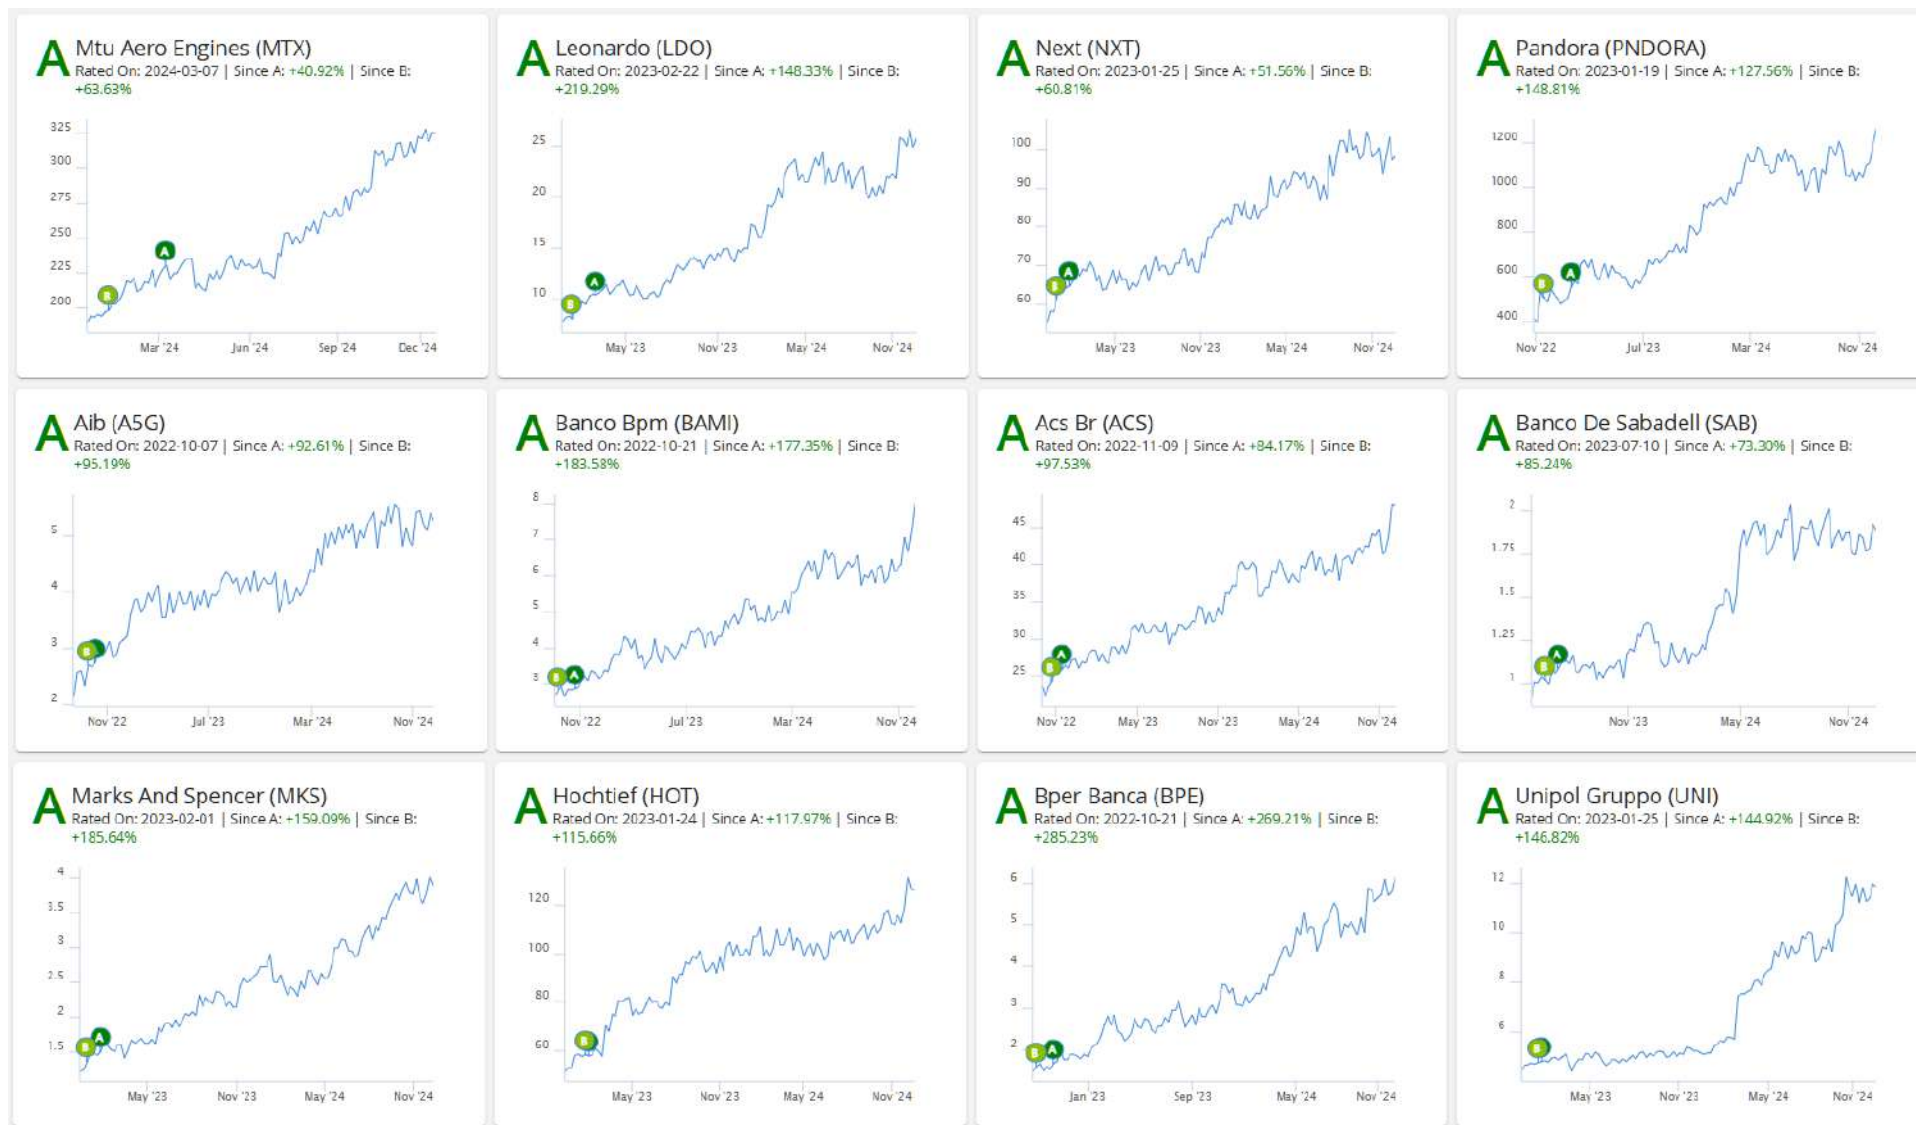 A Mtu Aero Engines (MTX)
Rated On: 2024-03-07 | Since A: +40.92% | Since B:
+63.63%
325
300
275
250
225
200
A
B
Mar '24 Jun '24 Sep '24 Dec '24
A Leonardo (LDO)
Rated On: 2023-02-22 | Since A: +148.33% | Since B:
+219.29%
25
20
15
10
A
B
May '23 Nov '23 May '24 Nov '24
A Next (NXT)
Rated On: 2023-01-25 | Since A: +51.56% | Since B:
+60.81%
100
90
80
70
60
A
B
May '23 Nov '23 May '24 Nov '24
A Pandora (PNDORA)
Rated On: 2023-01-19 | Since A: +127.56% | Since B:
+148.81%
1200
1000
800
600
400
A
B
Nov '22 Jul '23 Mar '24 Nov '24
A Aib (A5G)
Rated On: 2022-10-07 | Since A: +92.61% | Since B:
+95.19%
5
4
3
2
B
Nov '22 Jul '23 Mar '24 Nov '24
A Banco Bpm (BAMI)
Rated On: 2022-10-21 | Since A: +177.35% | Since B:
+183.58%
8
7
6
5
4
3
B A
Nov '22 Jul '23 Mar '24 Nov '24
A Acs Br (ACS)
Rated On: 2022-11-09 | Since A: +84.17% | Since B:
+97.53%
45
40
35
30
25
A
B
Nov '22 May '23 Nov '23 May '24 Nov '24
A Banco De Sabadell (SAB)
Rated On: 2023-07-10 | Since A: +73.30% | Since B:
+85.24%
2
1.75
1.5
1.25
1
A
B
Nov '23 May '24 Nov '24
A Marks And Spencer (MKS)
Rated On: 2023-02-01 | Since A: +159.09% | Since B:
+185.64%
4
3.5
3
2.5
2
1.5
A
B
May '23 Nov '23 May '24 Nov '24
A Hochtief (HOT)
Rated On: 2023-01-24 | Since A: +117.97% | Since B:
+115.66%
120
100
80
60
B
May '23 Nov '23 May '24 Nov '24
A Bper Banca (BPE)
Rated On: 2022-10-21 | Since A: +269.21% | Since B:
+285.23%
6
5
4
3
2
B A
Jan '23 Sep '23 May '24 Nov '24
A Unipol Gruppo (UNI)
Rated On: 2023-01-25 | Since A: +144.92% | Since B:
+146.82%
12
10
8
6
B
May '23 Nov '23 May '24 Nov '24